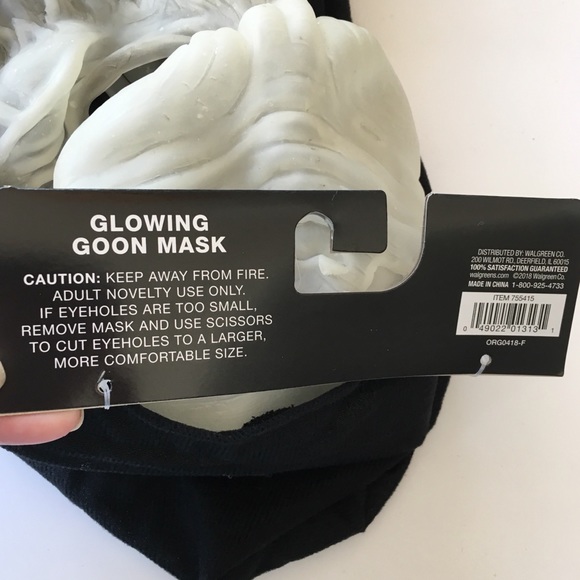 GLOWING
GOON MASK
CAUTION: KEEP AWAY FROM FIRE.
ADULT NOVELTY USE ONLY.
IF EYEHOLES ARE TOO SMALL,
REMOVE MASK AND USE SCISSORS
TO CUT EYEHOLES TO A LARGER,
MORE COMFORTABLE SIZE.
DISTRIBUTED BY: WALGREEN CO.
200 WILMOT RD., DEERFIELD, IL 60015
100% SATISFACTION GUARANTEED
walgreens.com ©2018 Walgreen Co.
MADE IN CHINA 1-800-925-4733
ITEM 755415
0 49022 01313 1
ORG0418-F